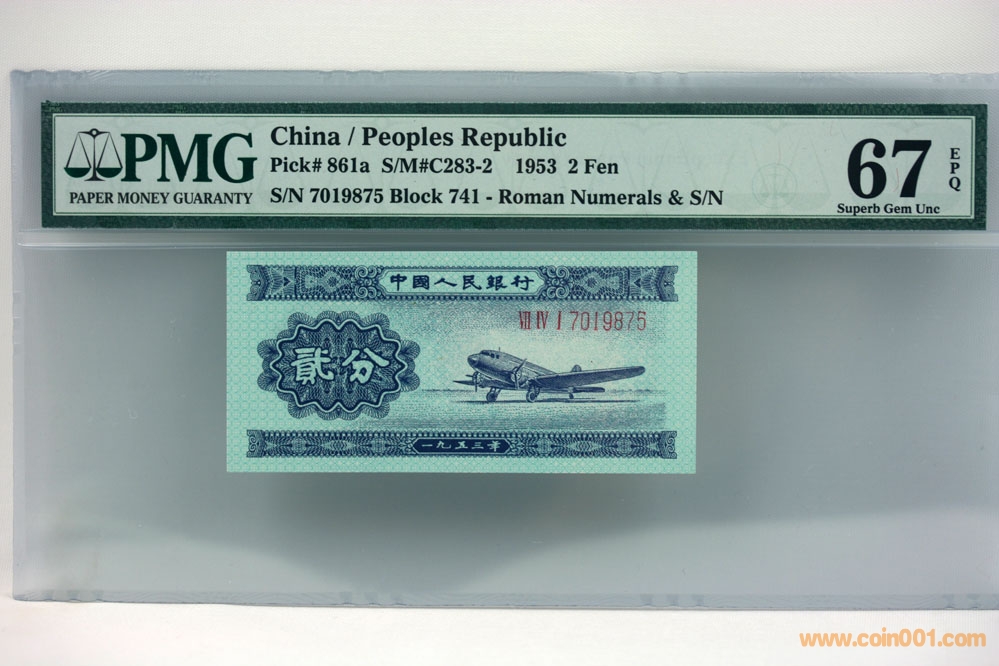 PMG
PAPER MONEY GUARANTY
China / Peoples Republic
Pick# 861a S/M#C283-2 1953 2 Fen
S/N 7019875 Block 741 - Roman Numerals & S/N
67
EPQ
Superb Gem Unc
中國人民銀行
VII IV I 7019875
貳分
一九五三年
www.coin001.com